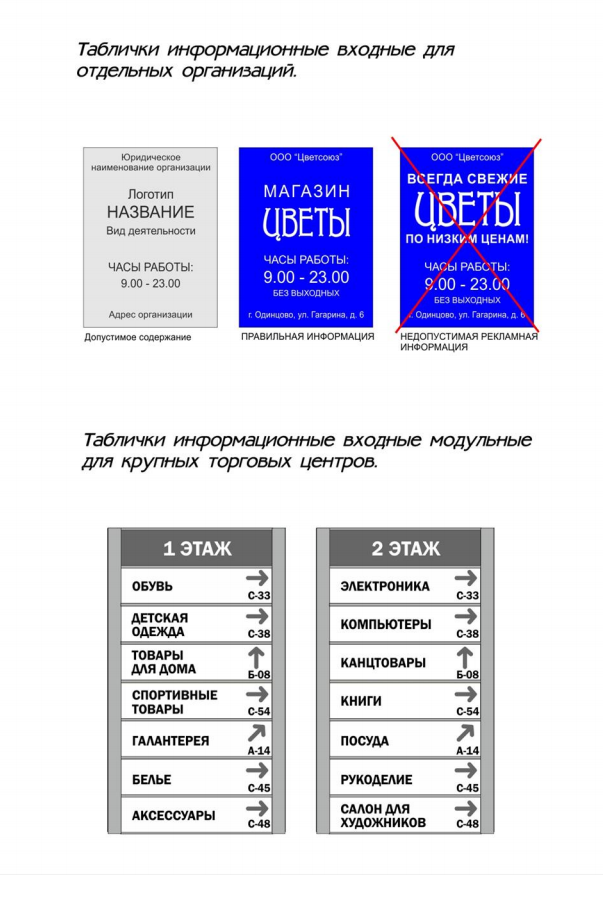 Таблички информационные входные для
отдельных организаций.
Юридическое
наименование организации
Логотип
НАЗВАНИЕ
Вид деятельности
ЧАСЫ РАБОТЫ:
9.00 - 23.00
Адрес организации
Допустимое содержание
ООО "Цветсоюз"
МАГАЗИН
ЦВЕТЫ
ЧАСЫ РАБОТЫ:
9.00 - 23.00
БЕЗ ВЫХОДНЫХ
г. Одинцово, ул. Гагарина, д. 6
ПРАВИЛЬНАЯ ИНФОРМАЦИЯ
ООО "Цветсоюз"
ВСЕГДА СВЕЖИЕ
ЦВЕТЫ
ПО НИЗКИМ ЦЕНАМ!
ЧАСЫ РАБОТЫ:
9.00 - 23.00
БЕЗ ВЫХОДНЫХ
г. Одинцово, ул. Гагарина, д. 6
НЕДОПУСТИМАЯ РЕКЛАМНАЯ
ИНФОРМАЦИЯ
Таблички информационные входные модульные
для крупных торговых центров.
1 ЭТАЖ
ОБУВЬ
С-33
ДЕТСКАЯ
ОДЕЖДА
С-38
ТОВАРЫ
ДЛЯ ДОМА
Б-08
СПОРТИВНЫЕ
ТОВАРЫ
С-54
ГАЛАНТЕРЕЯ
А-14
БЕЛЬЕ
С-45
АКСЕССУАРЫ
С-48
2 ЭТАЖ
ЭЛЕКТРОНИКА
С-33
КОМПЬЮТЕРЫ
С-38
КАНЦТОВАРЫ
Б-08
КНИГИ
С-54
ПОСУДА
А-14
РУКОДЕЛИЕ
С-45
САЛОН ДЛЯ
ХУДОЖНИКОВ
С-48